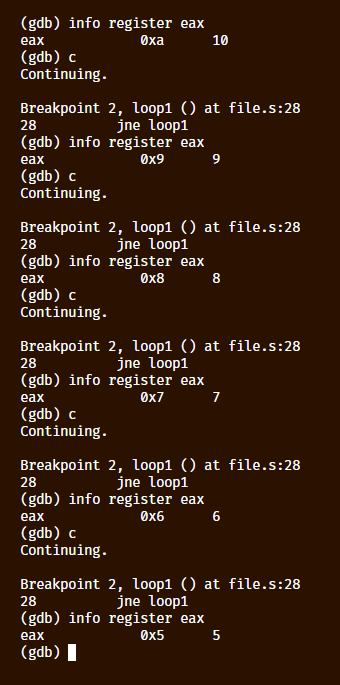 (gdb) info register eax
eax            0xa      10
(gdb) c
Continuing.

Breakpoint 2, loop1 () at file.s:28
28          jne loop1
(gdb) info register eax
eax            0x9      9
(gdb) c
Continuing.

Breakpoint 2, loop1 () at file.s:28
28          jne loop1
(gdb) info register eax
eax            0x8      8
(gdb) c
Continuing.

Breakpoint 2, loop1 () at file.s:28
28          jne loop1
(gdb) info register eax
eax            0x7      7
(gdb) c
Continuing.

Breakpoint 2, loop1 () at file.s:28
28          jne loop1
(gdb) info register eax
eax            0x6      6
(gdb) c
Continuing.

Breakpoint 2, loop1 () at file.s:28
28          jne loop1
(gdb) info register eax
eax            0x5      5
(gdb)